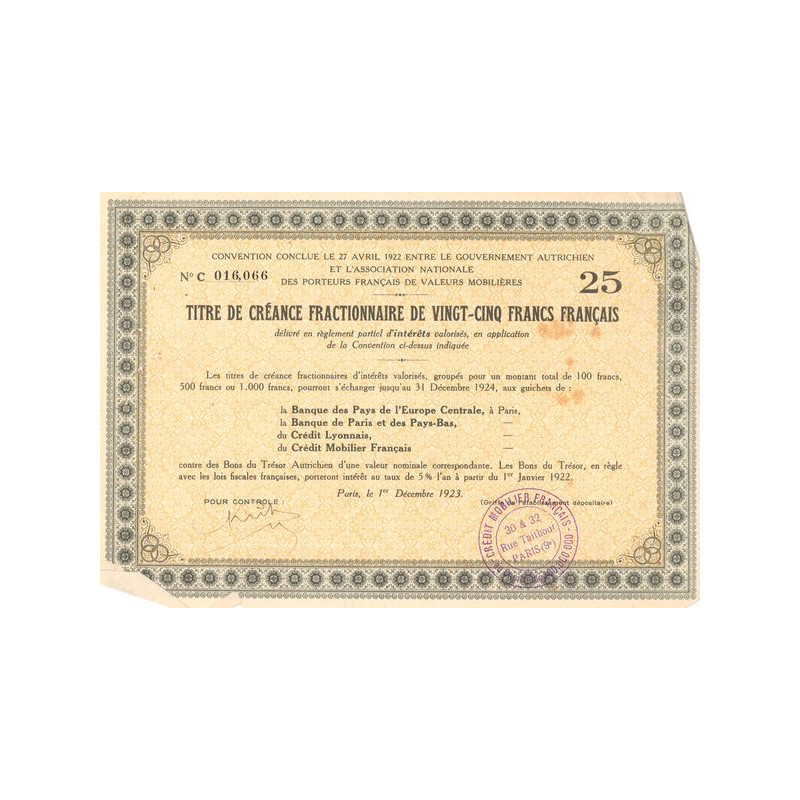 CONVENTION CONCLUE LE 27 AVRIL 1922 ENTRE LE GOUVERNEMENT AUTRICHIEN
ET L'ASSOCIATION NATIONALE
DES PORTEURS FRANÇAIS DE VALEURS MOBILIÈRES
No C 016,066
25
TITRE DE CRÉANCE FRACTIONNAIRE DE VINGT-CINQ FRANCS FRANÇAIS
délivré en règlement partiel d'intérêts valorisés, en application
de la Convention ci-dessus indiquée
Les titres de créance fractionnaires d'intérêts valorisés, groupés pour un montant total de 100 francs,
500 francs ou 1.000 francs, pourront s'échanger jusqu'au 31 Décembre 1924, aux guichets de :
la Banque des Pays de l'Europe Centrale, à Paris,
la Banque de Paris et des Pays-Bas, —
du Crédit Lyonnais, —
du Crédit Mobilier Français —
contre des Bons du Trésor Autrichien d'une valeur nominale correspondante. Les Bons du Trésor, en règle
avec les lois fiscales françaises, porteront intérêt au taux de 5 % l'an à partir du 1er Janvier 1922.
Paris, le 1er Décembre 1923.
POUR CONTROLE :
(Griffe de l'établissement dépositaire)
CRÉDIT MOBILIER FRANÇAIS
30 & 32
Rue Taitbout
PARIS (9e)